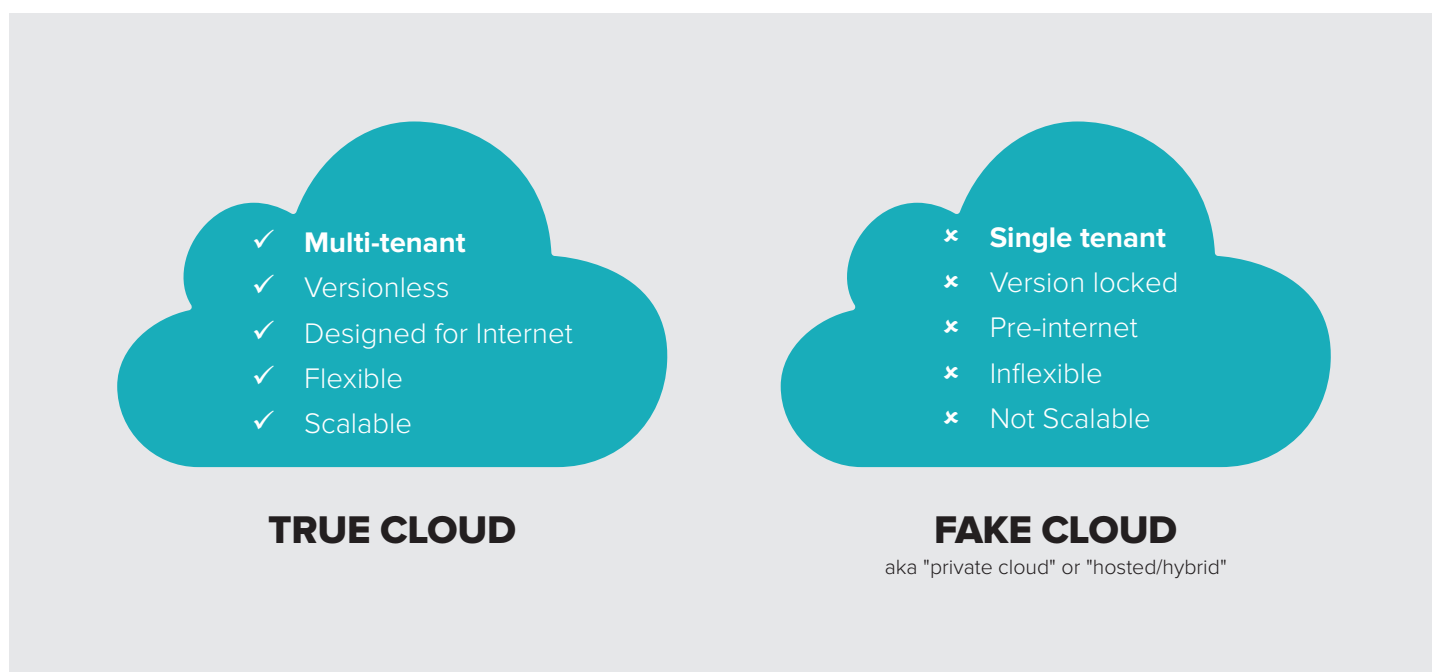 ✓ Multi-tenant
✓ Versionless
✓ Designed for Internet
✓ Flexible
✓ Scalable
TRUE CLOUD
× Single tenant
× Version locked
× Pre-internet
× Inflexible
× Not Scalable
FAKE CLOUD
aka "private cloud" or "hosted/hybrid"